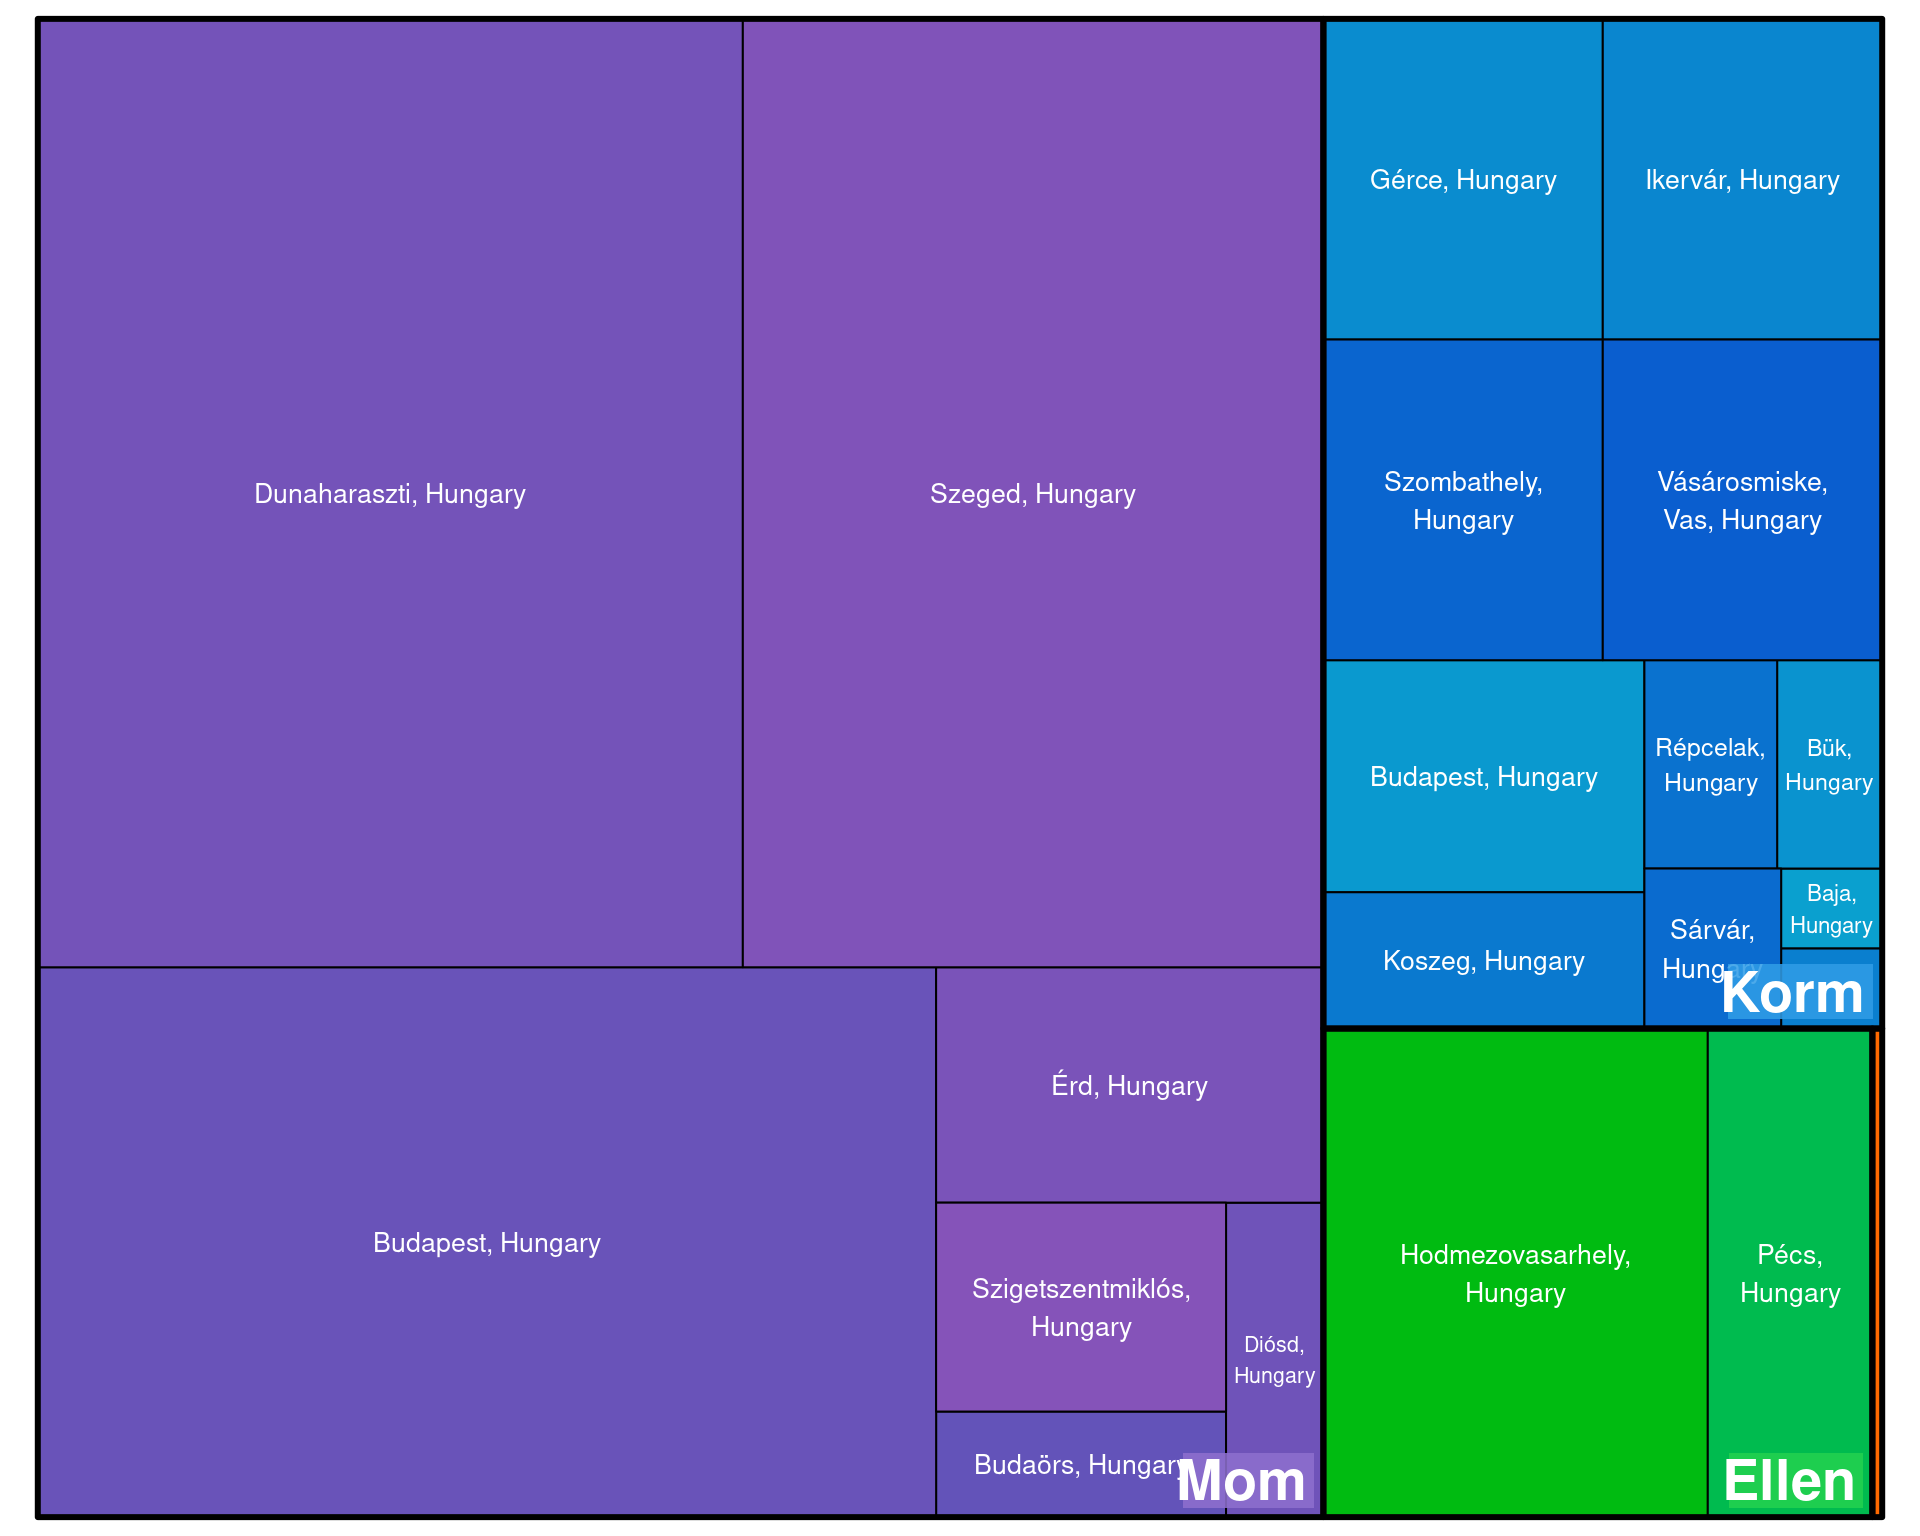 Dunaharaszti, Hungary
Szeged, Hungary
Budapest, Hungary
Érd, Hungary
Szigetszentmiklós,
Hungary
Diósd,
Hungary
Budaörs, Hungary
Mom
Gérce, Hungary
Ikervár, Hungary
Szombathely,
Hungary
Vásárosmiske,
Vas, Hungary
Budapest, Hungary
Répcelak,
Hungary
Bük,
Hungary
Koszeg, Hungary
Sárvár,
Hungary
Baja,
Hungary
Korm
Hodmezovasarhely,
Hungary
Pécs,
Hungary
Ellen